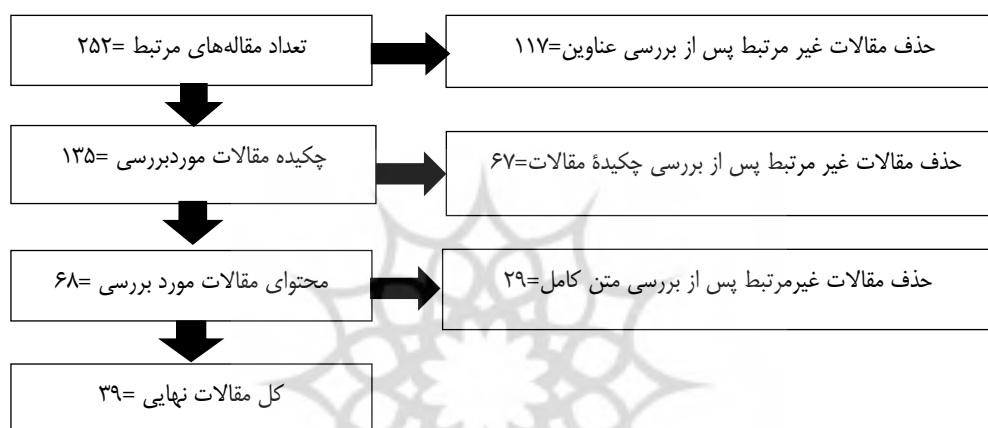 تعداد مقاله‌های مرتبط =۲۵۲
حذف مقالات غیر مرتبط پس از بررسی عناوین=۱۱۷
چکیده مقالات موردبررسی =۱۳۵
حذف مقالات غیر مرتبط پس از بررسی چکیدۀ مقالات=۶۷
محتوای مقالات مورد بررسی =۶۸
حذف مقالات غیرمرتبط پس از بررسی متن کامل=۲۹
کل مقالات نهایی =۳۹